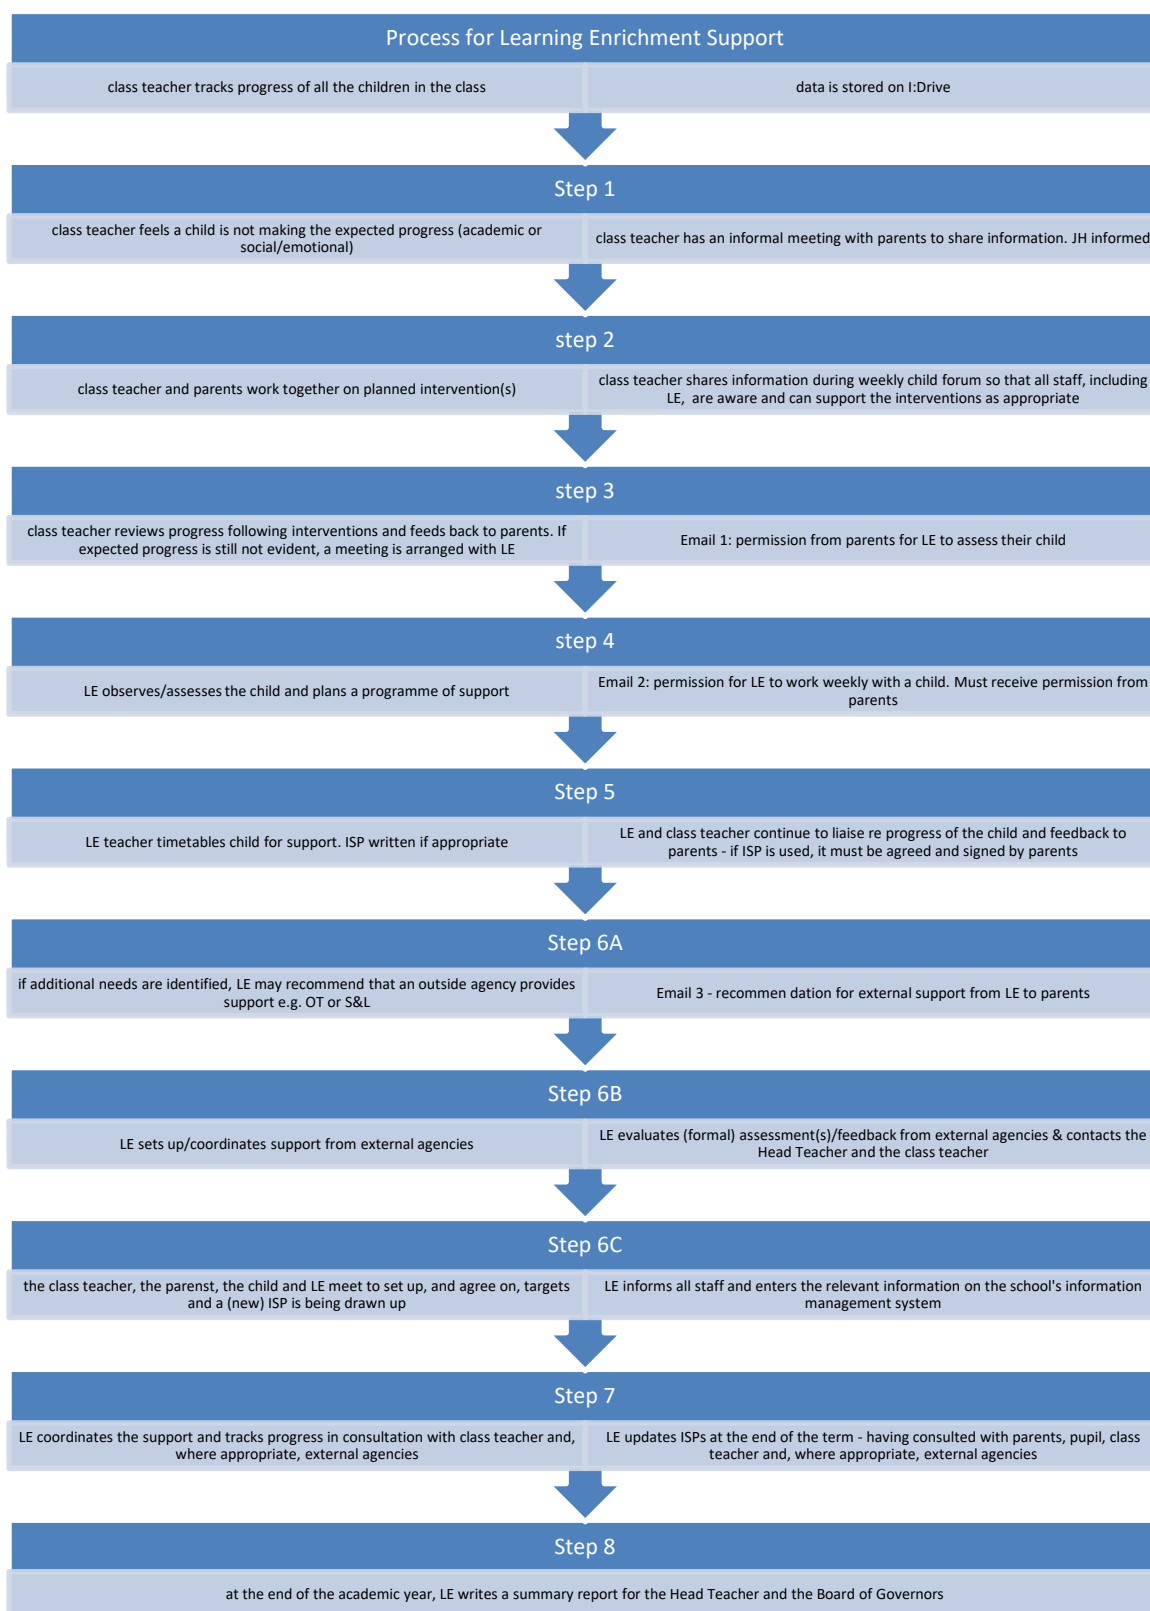 Process for Learning Enrichment Support
class teacher tracks progress of all the children in the class
data is stored on I:Drive
Step 1
class teacher feels a child is not making the expected progress (academic or
social/emotional)
class teacher has an informal meeting with parents to share information. JH informed
step 2
class teacher and parents work together on planned intervention(s)
class teacher shares information during weekly child forum so that all staff, including
LE,  are aware and can support the interventions as appropriate
step 3
class teacher reviews progress following interventions and feeds back to parents. If
expected progress is still not evident, a meeting is arranged with LE
Email 1: permission from parents for LE to assess their child
step 4
LE observes/assesses the child and plans a programme of support
Email 2: permission for LE to work weekly with a child. Must receive permission from
parents
Step 5
LE teacher timetables child for support. ISP written if appropriate
LE and class teacher continue to liaise re progress of the child and feedback to
parents - if ISP is used, it must be agreed and signed by parents
Step 6A
if additional needs are identified, LE may recommend that an outside agency provides
support e.g. OT or S&L
Email 3 - recommen dation for external support from LE to parents
Step 6B
LE sets up/coordinates support from external agencies
LE evaluates (formal) assessment(s)/feedback from external agencies & contacts the
Head Teacher and the class teacher
Step 6C
the class teacher, the parenst, the child and LE meet to set up, and agree on, targets
and a (new) ISP is being drawn up
LE informs all staff and enters the relevant information on the school's information
management system
Step 7
LE coordinates the support and tracks progress in consultation with class teacher and,
where appropriate, external agencies
LE updates ISPs at the end of the term - having consulted with parents, pupil, class
teacher and, where appropriate, external agencies
Step 8
at the end of the academic year, LE writes a summary report for the Head Teacher and the Board of Governors